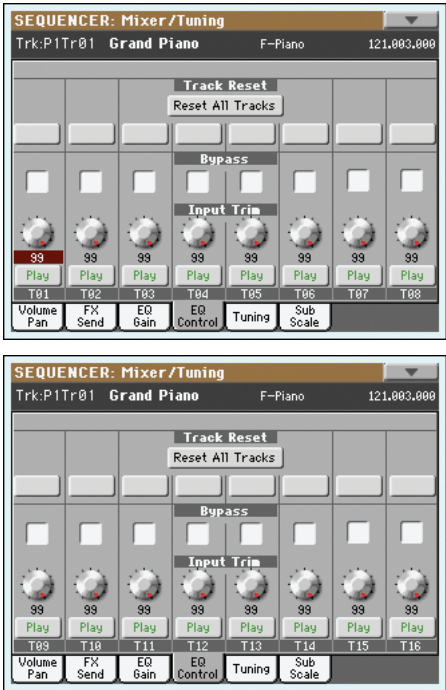 SEQUENCER: Mixer/Tuning
Trk:P1Tr01 Grand Piano F-Piano 121.003.000
Track Reset
Reset All Tracks
Bypass
Input Trim
99 99 99 99 99 99 99 99
Play Play Play Play Play Play Play Play
T01 T02 T03 T04 T05 T06 T07 T08
Volume Pan FX Send EQ Gain EQ Control Tuning Sub Scale
SEQUENCER: Mixer/Tuning
Trk:P1Tr01 Grand Piano F-Piano 121.003.000
Track Reset
Reset All Tracks
Bypass
Input Trim
99 99 99 99 99 99 99 99
Play Play Play Play Play Play Play Play
T09 T10 T11 T12 T13 T14 T15 T16
Volume Pan FX Send EQ Gain EQ Control Tuning Sub Scale